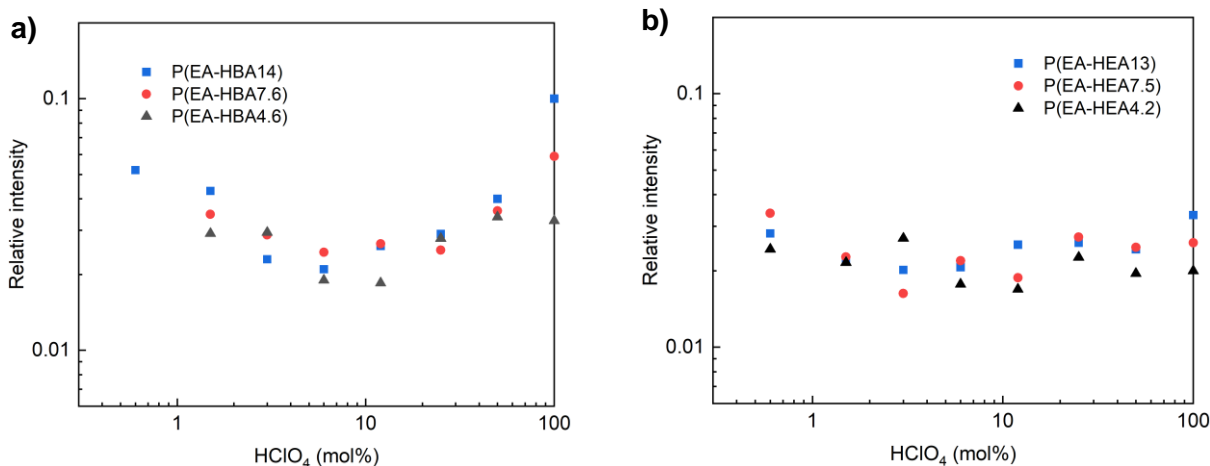 a)
P(EA-HBA14)
P(EA-HBA7.6)
P(EA-HBA4.6)
0.1
0.01
Relative intensity
1
10
100
HClO₄ (mol%)
b)
P(EA-HEA13)
P(EA-HEA7.5)
P(EA-HEA4.2)
0.1
0.01
Relative intensity
1
10
100
HClO₄ (mol%)